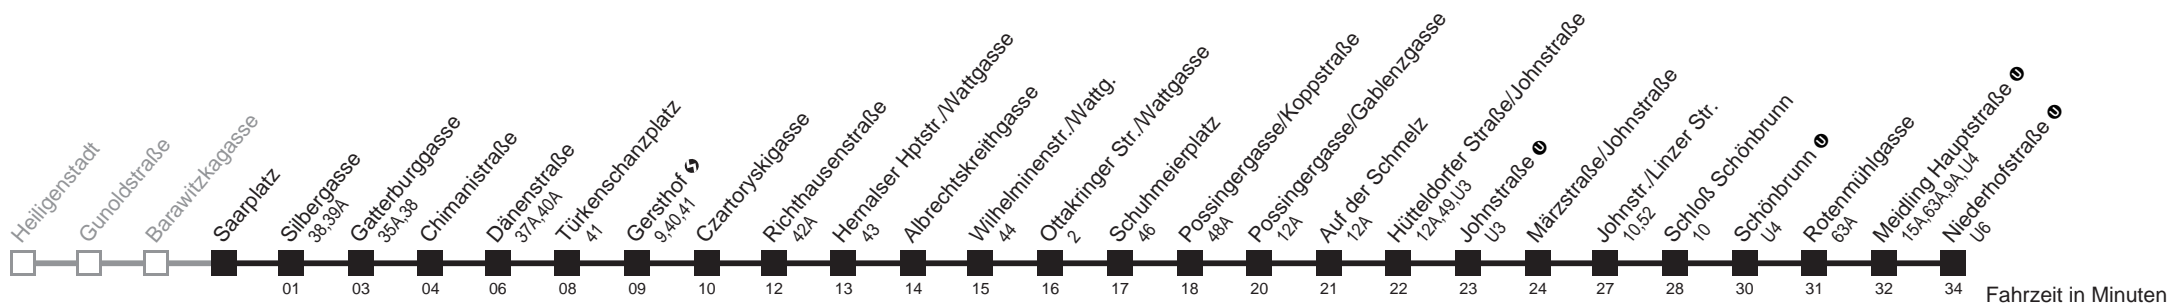 Heiligenstadt
Gunoldstraße
Barawitzkagasse
Saarplatz
Silbergasse
38,39A
Gatterburggasse
35A,38
Chimanistraße
Dänenstraße
37A,40A
Türkenschanzplatz
41
Gersthof S
9,40,41
Czartoryskigasse
Richthausenstraße
42A
Hernalser Hptstr./Wattgasse
43
Albrechtskreithgasse
Wilhelminenstr./Wattg.
44
Ottakringer Str./Wattgasse
2
Schuhmeierplatz
46
Possingergasse/Koppstraße
48A
Possingergasse/Gablenzgasse
12A
Auf der Schmelz
12A
Hütteldorfer Straße/Johnstraße
12A,49,U3
Johnstraße U
U3
Märzstraße/Johnstraße
Johnstr./Linzer Str.
10,52
Schloß Schönbrunn
10
Schönbrunn U
U4
Rotenmühlgasse
63A
Meidling Hauptstraße U
15A,63A,9A,U4
Niederhofstraße U
U6
01 03 04 06 08 09 10 12 13 14 15 16 17 18 20 21 22 23 24 27 28 30 31 32 34 Fahrzeit in Minuten